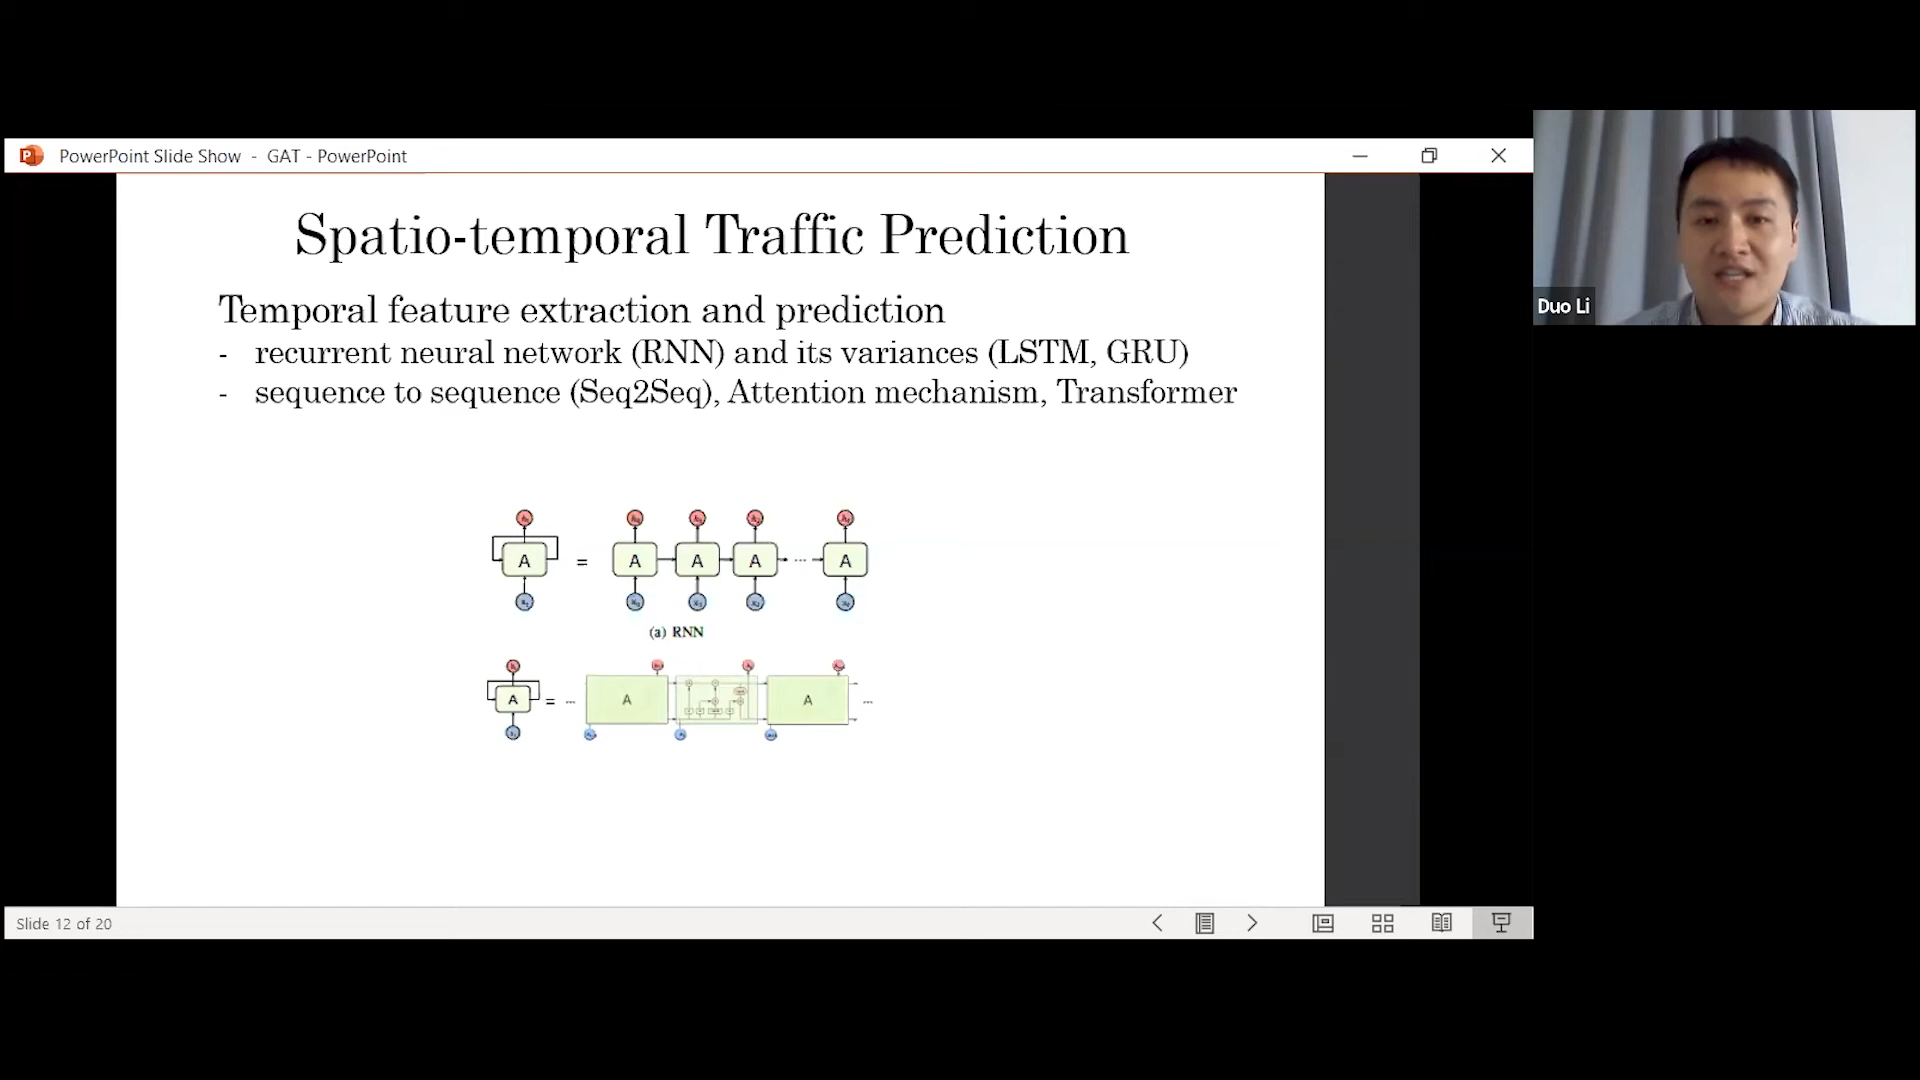 PowerPoint Slide Show - GAT - PowerPoint
Spatio-temporal Traffic Prediction
Temporal feature extraction and prediction
- recurrent neural network (RNN) and its variances (LSTM, GRU)
- sequence to sequence (Seq2Seq), Attention mechanism, Transformer
A = A A A ... A
(a) RNN
A = ... A A ...
Slide 12 of 20
Duo Li